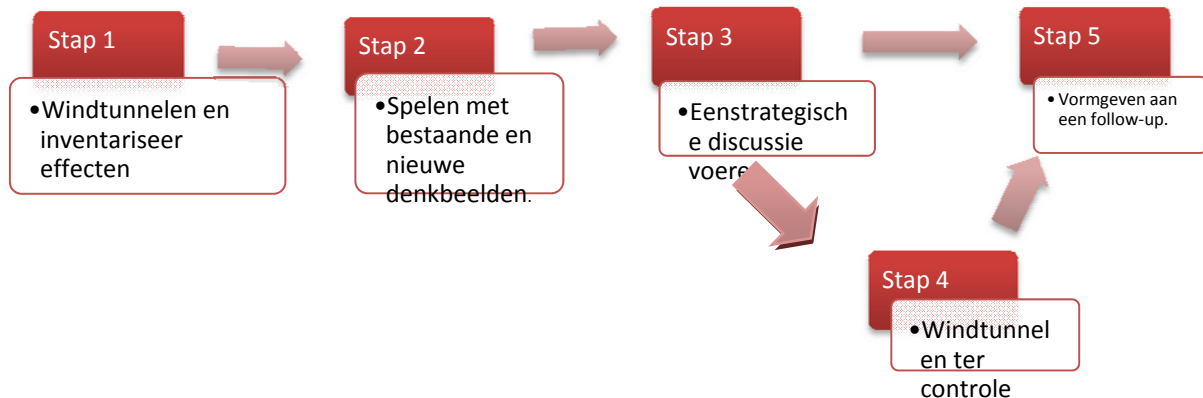 Stap 1
•Windtunnelen en
inventariseer
effecten
Stap 2
•Spelen met
bestaande en
nieuwe
denkbeelden.
Stap 3
•Eenstrategisch
e discussie
voere
Stap 4
•Windtunnel
en ter
controle
Stap 5
•Vormgeven aan
een follow-up.